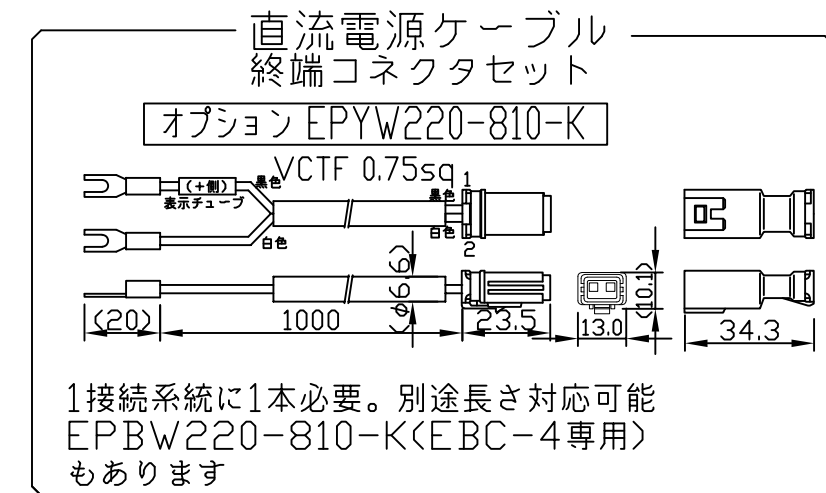 直流電源ケーブル
終端コネクタセット
オプション EPYW220-810-K
VCTF 0.75sq
(+側)
黒色
表示チューブ
白色
黒色
1
白色
2
(20)
1000
(φ6.6)
23.5
13.0
(10.1)
34.3
1接続系統に1本必要。別途長さ対応可能
EPBW220-810-K(EBC-4専用)
もあります